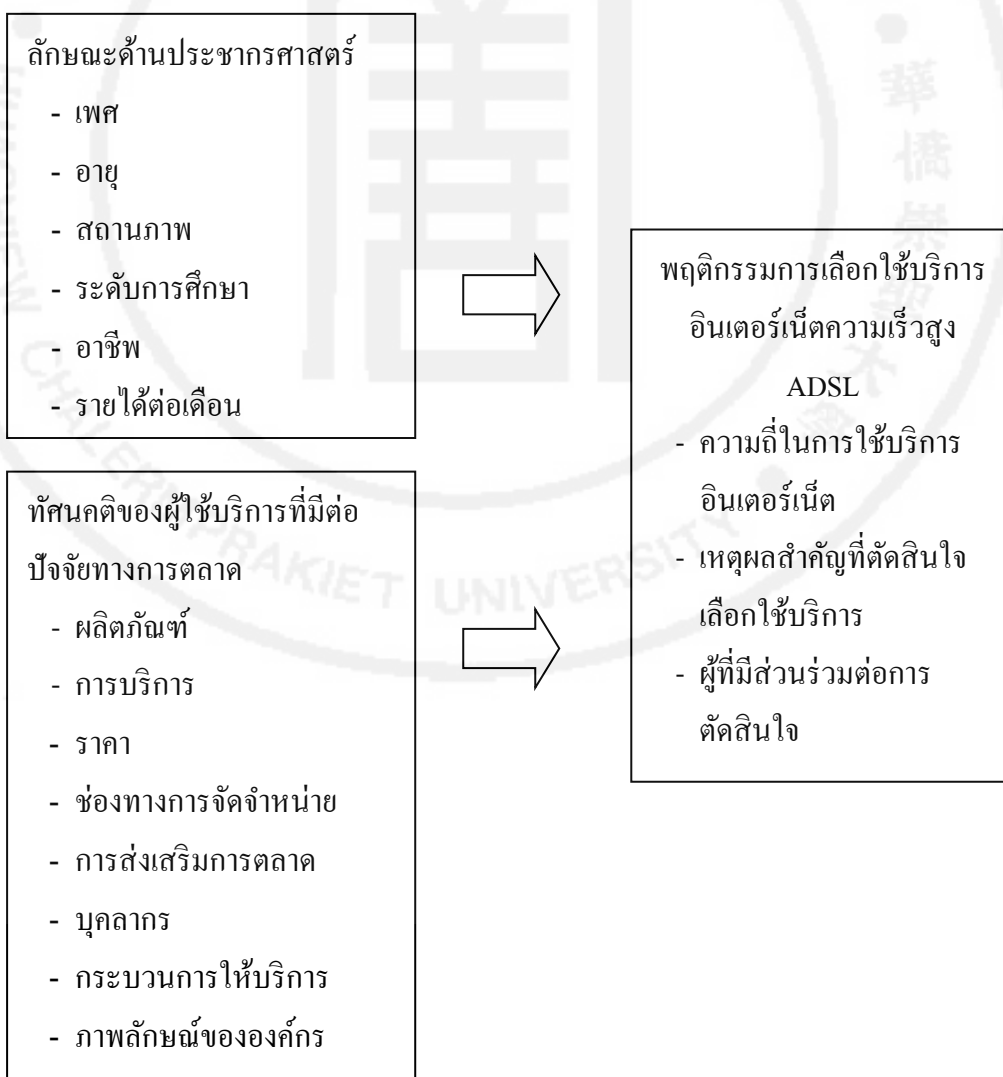 ลักษณะด้านประชากรศาสตร์
- เพศ
- อายุ
- สถานภาพ
- ระดับการศึกษา
- อาชีพ
- รายได้ต่อเดือน
ทัศนคติของผู้ใช้บริการที่มีต่อ
ปัจจัยทางการตลาด
- ผลิตภัณฑ์
- การบริการ
- ราคา
- ช่องทางการจัดจำหน่าย
- การส่งเสริมการตลาด
- บุคลากร
- กระบวนการให้บริการ
- ภาพลักษณ์ขององค์กร
พฤติกรรมการเลือกใช้บริการ
อินเตอร์เน็ตความเร็วสูง
ADSL
- ความถี่ในการใช้บริการ
อินเตอร์เน็ต
- เหตุผลสำคัญที่ตัดสินใจ
เลือกใช้บริการ
- ผู้ที่มีส่วนร่วมต่อการ
ตัดสินใจ